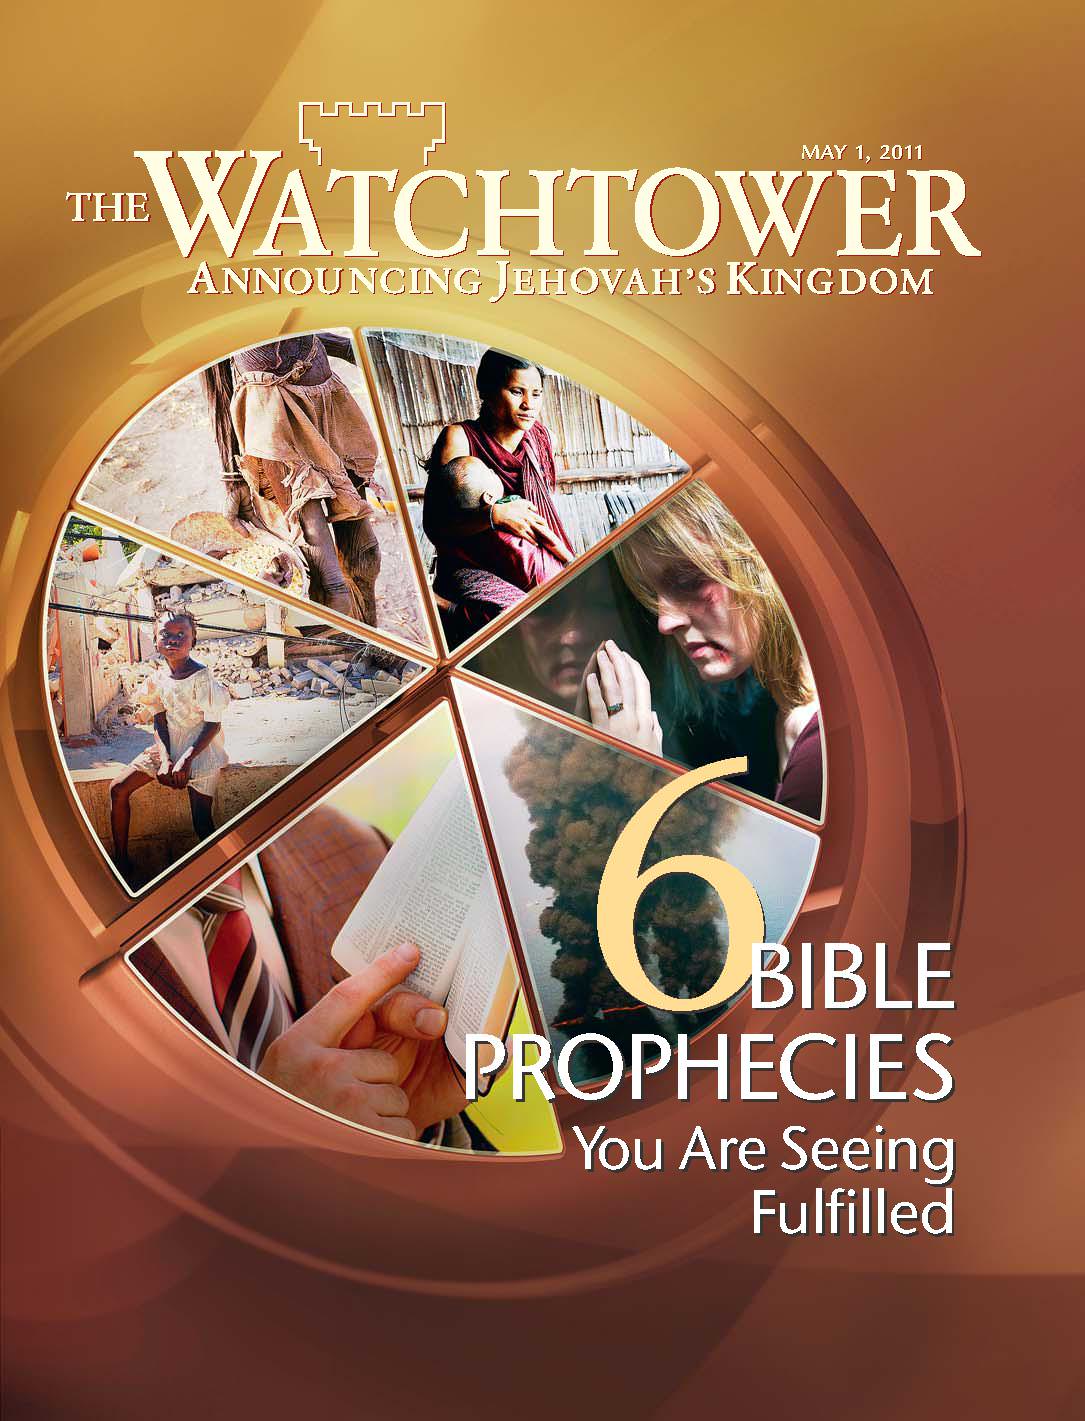 MAY 1, 2011
THE WATCHTOWER
ANNOUNCING JEHOVAH'S KINGDOM
6 BIBLE
PROPHECIES
You Are Seeing
Fulfilled